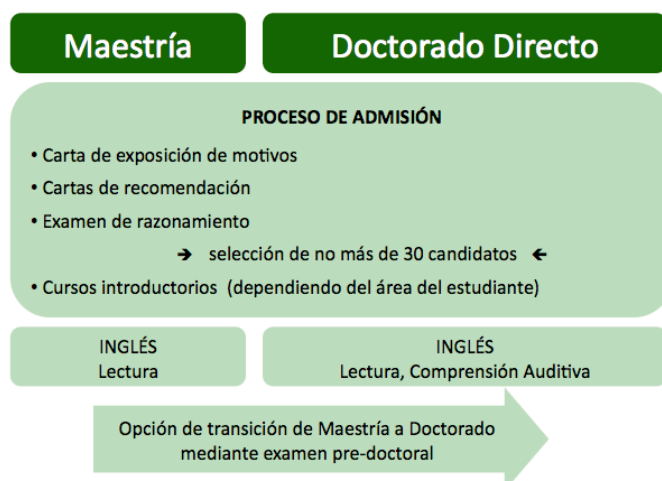 Maestría
Doctorado Directo
PROCESO DE ADMISIÓN
• Carta de exposición de motivos
• Cartas de recomendación
• Examen de razonamiento
➔ selección de no más de 30 candidatos ←
• Cursos introductorios (dependiendo del área del estudiante)
INGLÉS
Lectura
INGLÉS
Lectura, Comprensión Auditiva
Opción de transición de Maestría a Doctorado
mediante examen pre-doctoral